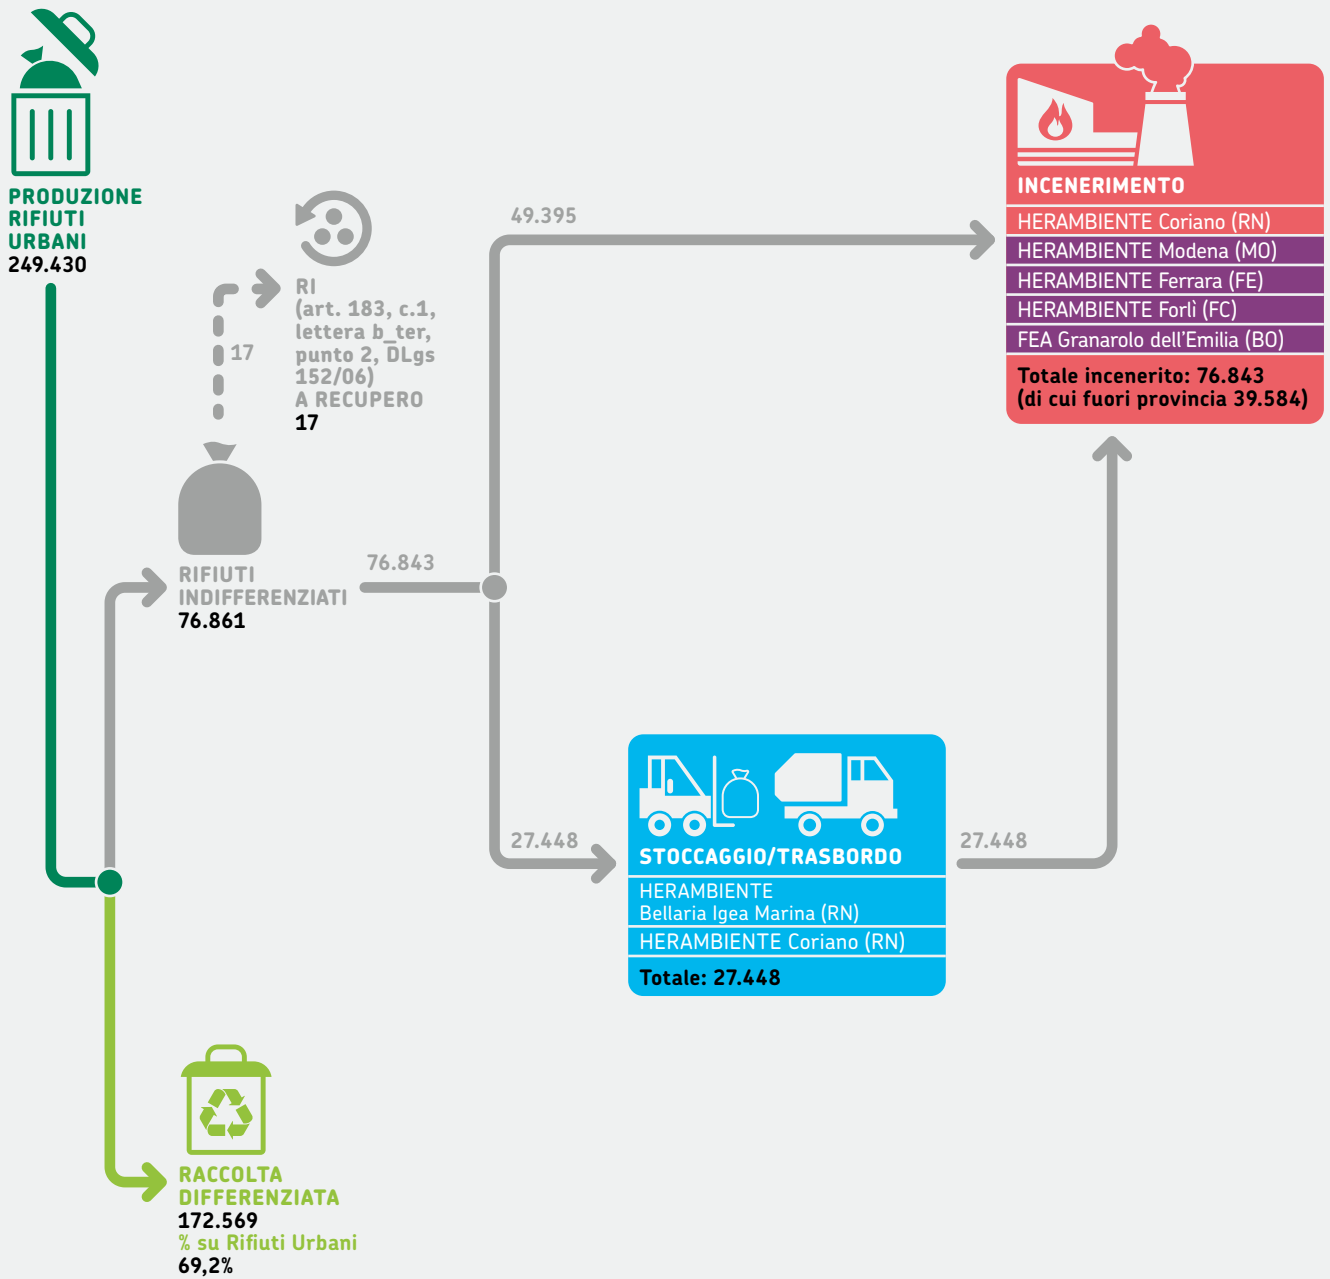 PRODUZIONE
RIFIUTI
URBANI
249.430
17
RI
(art. 183, c.1,
lettera b_ter,
punto 2, DLgs
152/06)
A RECUPERO
17
RIFIUTI
INDIFFERENZIATI
76.861
76.843
49.395
INCENERIMENTO
HERAMBIENTE Coriano (RN)
HERAMBIENTE Modena (MO)
HERAMBIENTE Ferrara (FE)
HERAMBIENTE Forlì (FC)
FEA Granarolo dell'Emilia (BO)
Totale incenerito: 76.843
(di cui fuori provincia 39.584)
27.448
STOCCAGGIO/TRASBORDO
HERAMBIENTE
Bellaria Igea Marina (RN)
HERAMBIENTE Coriano (RN)
Totale: 27.448
27.448
RACCOLTA
DIFFERENZIATA
172.569
% su Rifiuti Urbani
69,2%